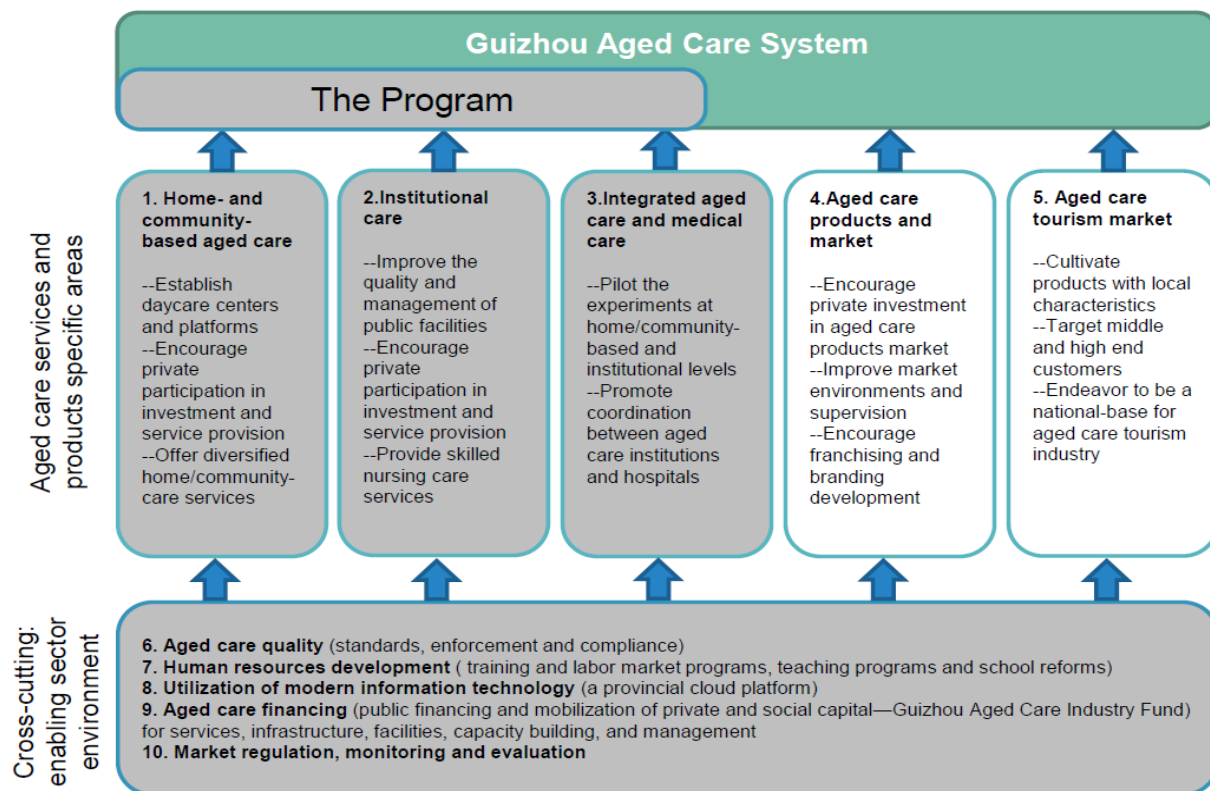 Guizhou Aged Care System
The Program
Aged care services and
products specific areas
1. Home- and
community-
based aged care
--Establish
daycare centers
and platforms
--Encourage
private
participation in
investment and
service provision
--Offer diversified
home/community-
care services
2.Institutional
care
--Improve the
quality and
management of
public facilities
--Encourage
private
participation in
investment and
service provision
--Provide skilled
nursing care
services
3.Integrated aged
care and medical
care
--Pilot the
experiments at
home/community-
based and
institutional levels
--Promote
coordination
between aged
care institutions
and hospitals
4.Aged care
products and
market
--Encourage
private investment
in aged care
products market
--Improve market
environments and
supervision
--Encourage
franchising and
branding
development
5. Aged care
tourism market
--Cultivate
products with local
characteristics
--Target middle
and high end
customers
--Endeavor to be a
national-base for
aged care tourism
industry
Cross-cutting:
enabling sector
environment
6. Aged care quality (standards, enforcement and compliance)
7. Human resources development ( training and labor market programs, teaching programs and school reforms)
8. Utilization of modern information technology (a provincial cloud platform)
9. Aged care financing (public financing and mobilization of private and social capital—Guizhou Aged Care Industry Fund)
for services, infrastructure, facilities, capacity building, and management
10. Market regulation, monitoring and evaluation